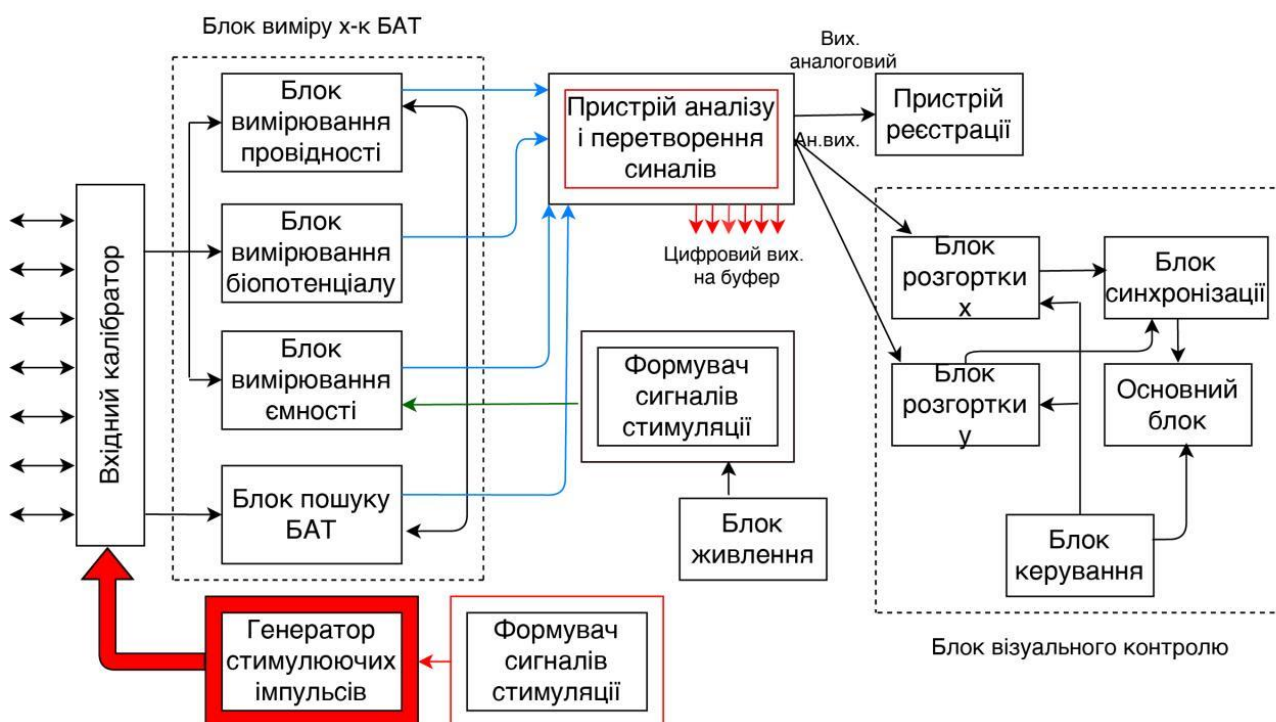 Блок виміру х-к БАТ
Блок
вимірювання
провідності
Блок
вимірювання
біопотенціалу
Блок
вимірювання
ємності
Блок пошуку
БАТ
Вхідний калібратор
Генератор
стимулюючих
імпульсів
Формувач
сигналів
стимуляції
Пристрій аналізу
і перетворення
синалів
Цифровий вих.
на буфер
Формувач
сигналів
стимуляції
Блок
живлення
Вих.
аналоговий
Ан.вих.
Пристрій
реєстрації
Блок
розгортки
х
Блок
розгортки
у
Блок
синхронізації
Основний
блок
Блок
керування
Блок візуального контролю